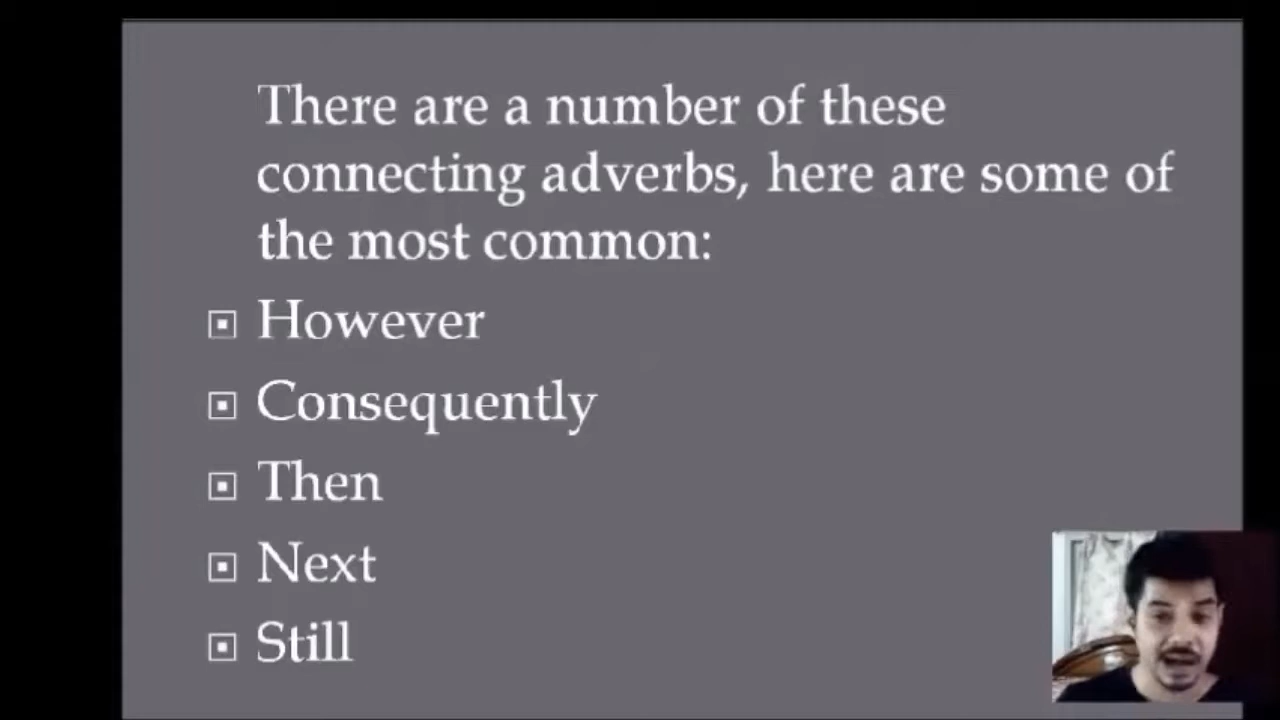 There are a number of these
connecting adverbs, here are some of
the most common:
However
Consequently
Then
Next
Still